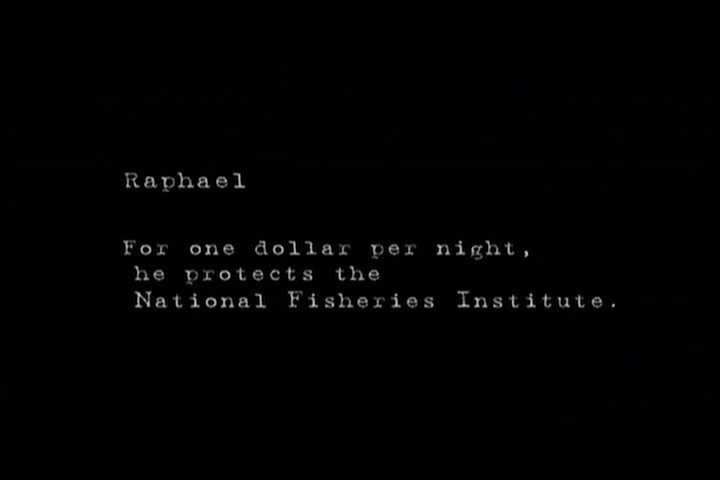 Raphael
For one dollar per night,
he protects the
National Fisheries Institute.